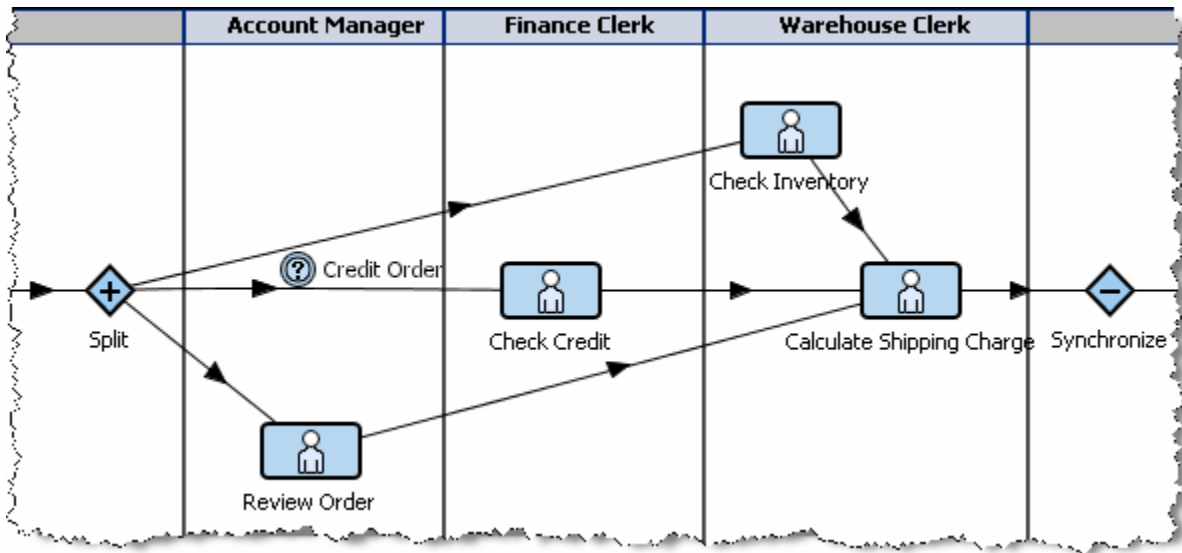 Account Manager
Finance Clerk
Warehouse Clerk
Check Inventory
? Credit Order
+
Split
Check Credit
Calculate Shipping Charge
−
Synchronize
Review Order